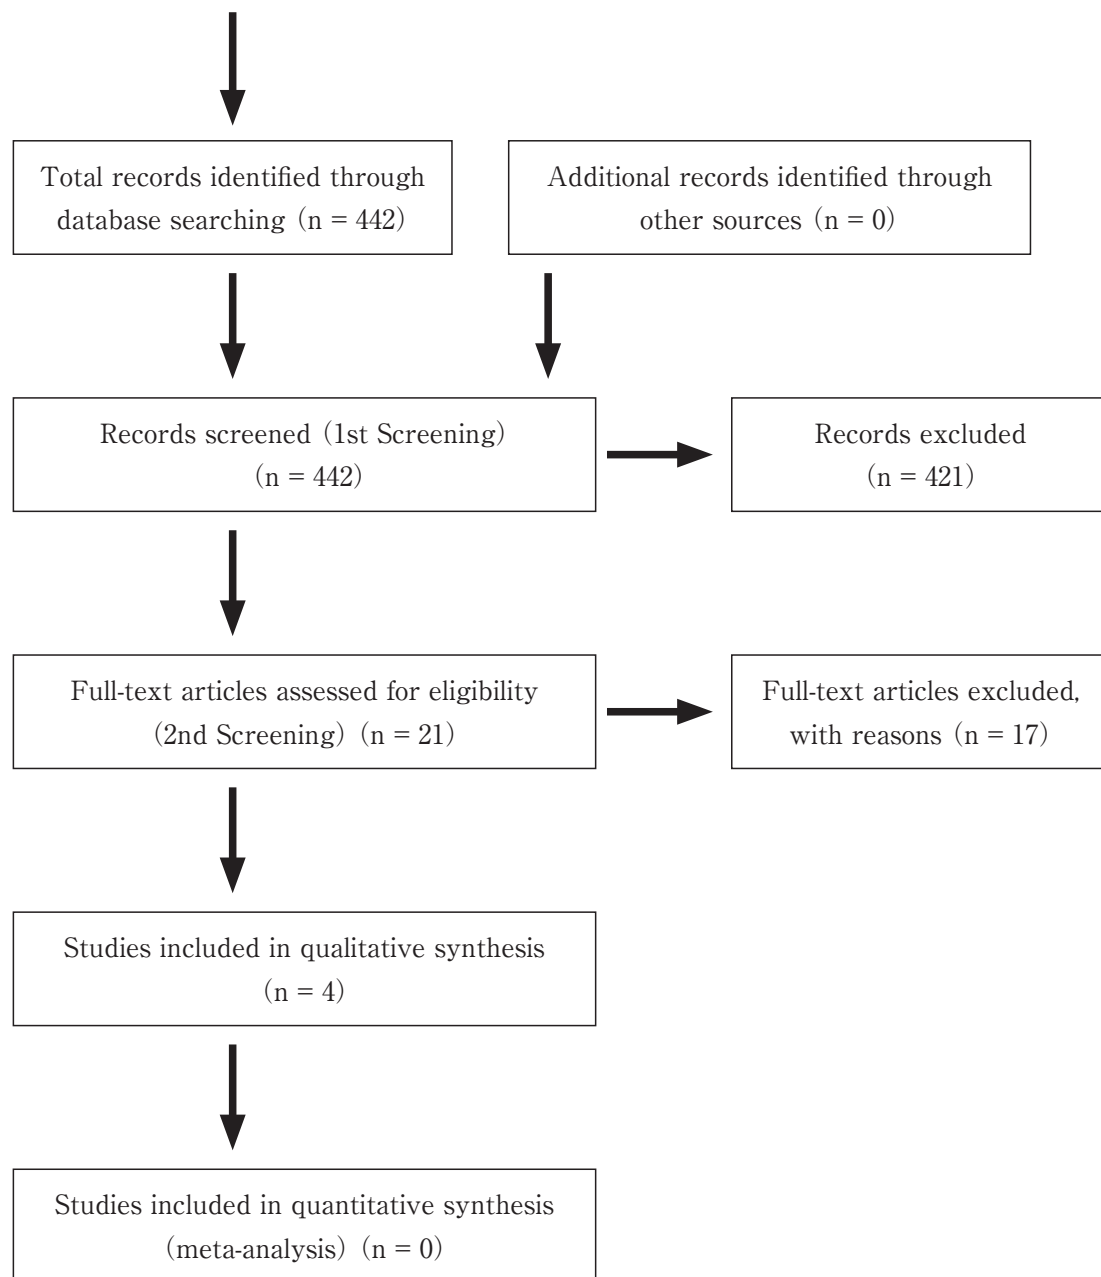 Total records identified through
database searching (n = 442)
Additional records identified through
other sources (n = 0)
Records screened (1st Screening)
(n = 442)
Records excluded
(n = 421)
Full-text articles assessed for eligibility
(2nd Screening) (n = 21)
Full-text articles excluded,
with reasons (n = 17)
Studies included in qualitative synthesis
(n = 4)
Studies included in quantitative synthesis
(meta-analysis) (n = 0)